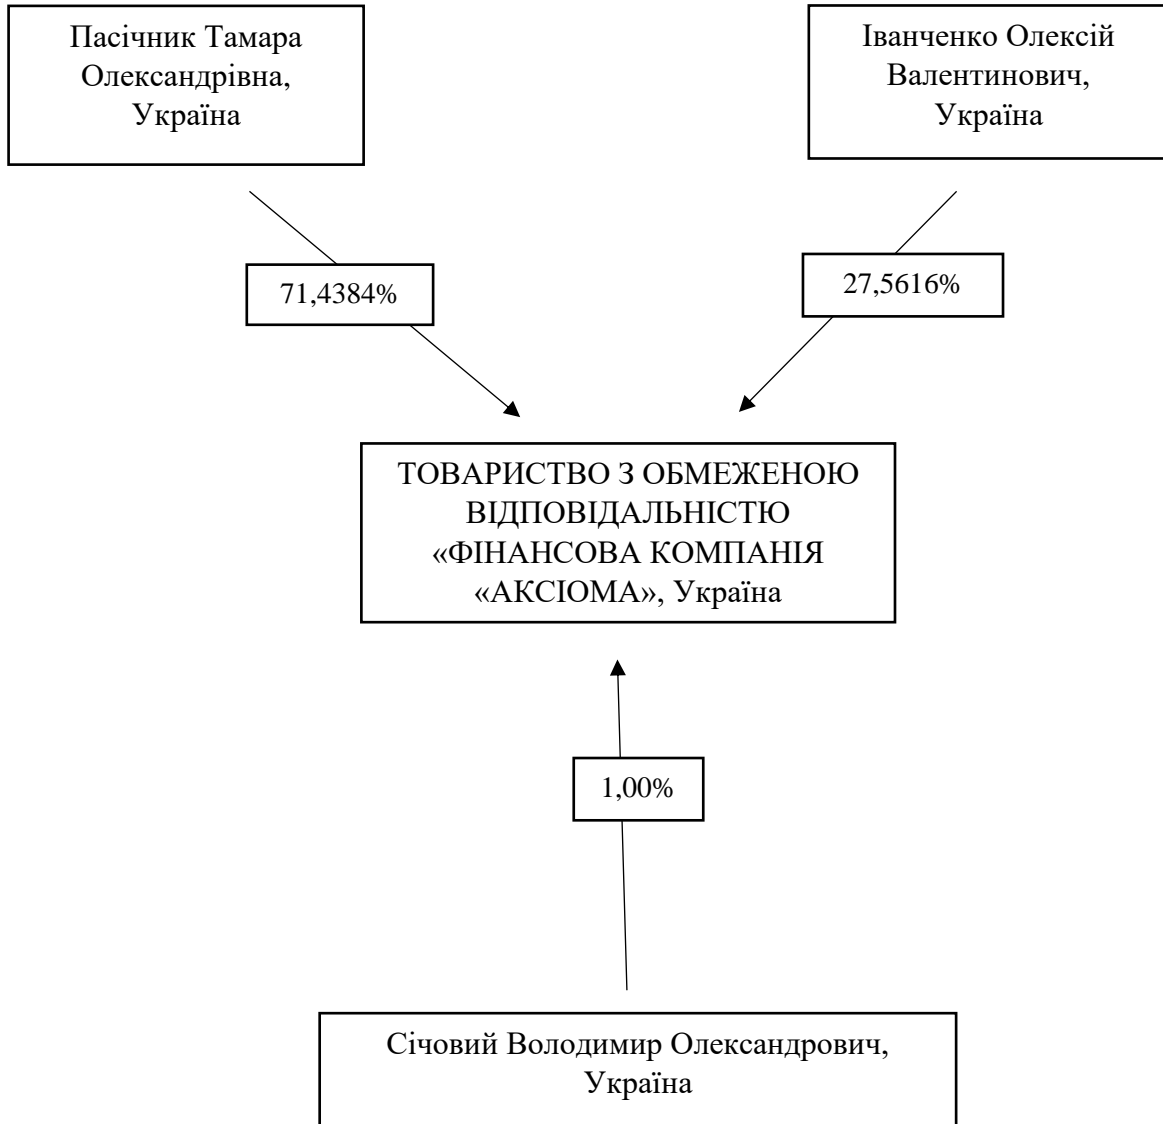 Пасічник Тамара
Олександрівна,
Україна
Іванченко Олексій
Валентинович,
Україна
71,4384%
27,5616%
ТОВАРИСТВО З ОБМЕЖЕНОЮ
ВІДПОВІДАЛЬНІСТЮ
«ФІНАНСОВА КОМПАНІЯ
«АКСІОМА», Україна
1,00%
Січовий Володимир Олександрович,
Україна